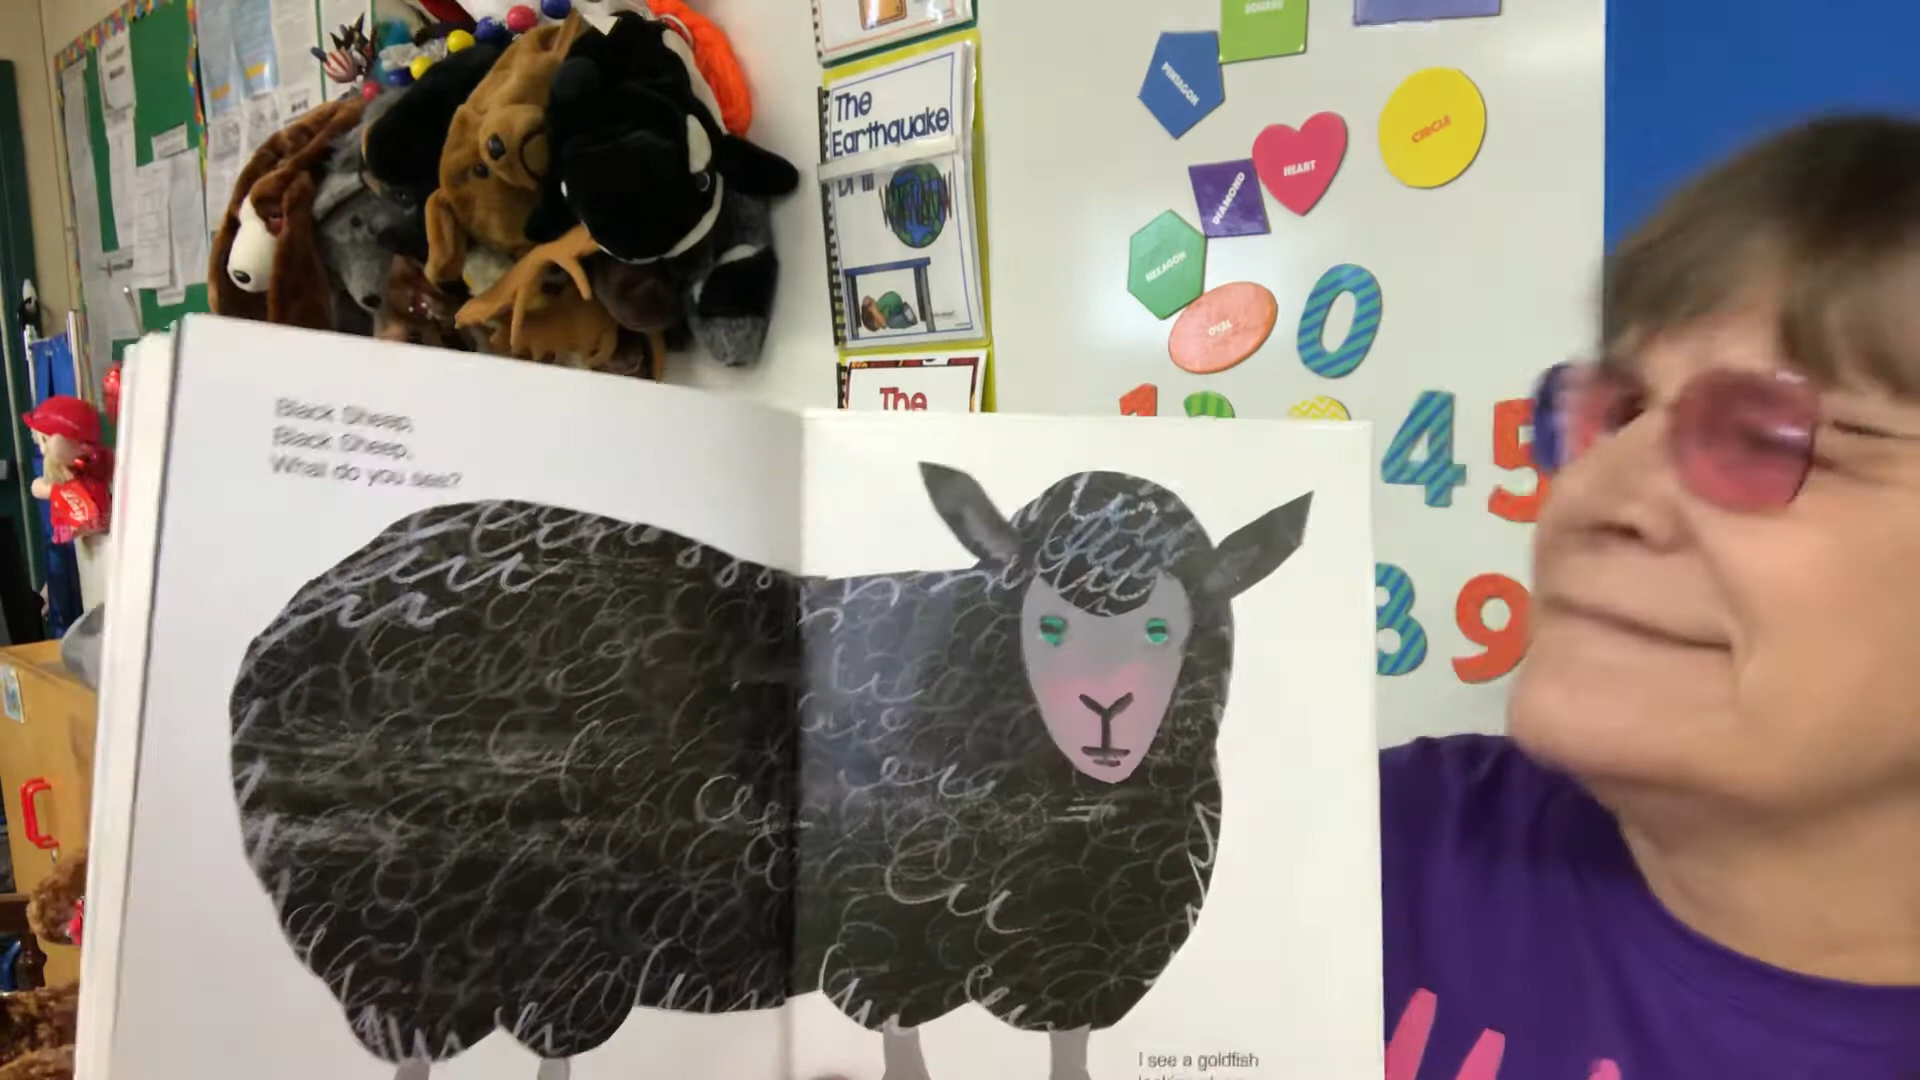 SQUARE
PENTAGON
CIRCLE
HEART
DIAMOND
HEXAGON
OVAL
0
4 5
8 9
The
Earthquake
Drill
The
Black Sheep,
Black Sheep,
What do you see?
I see a goldfish